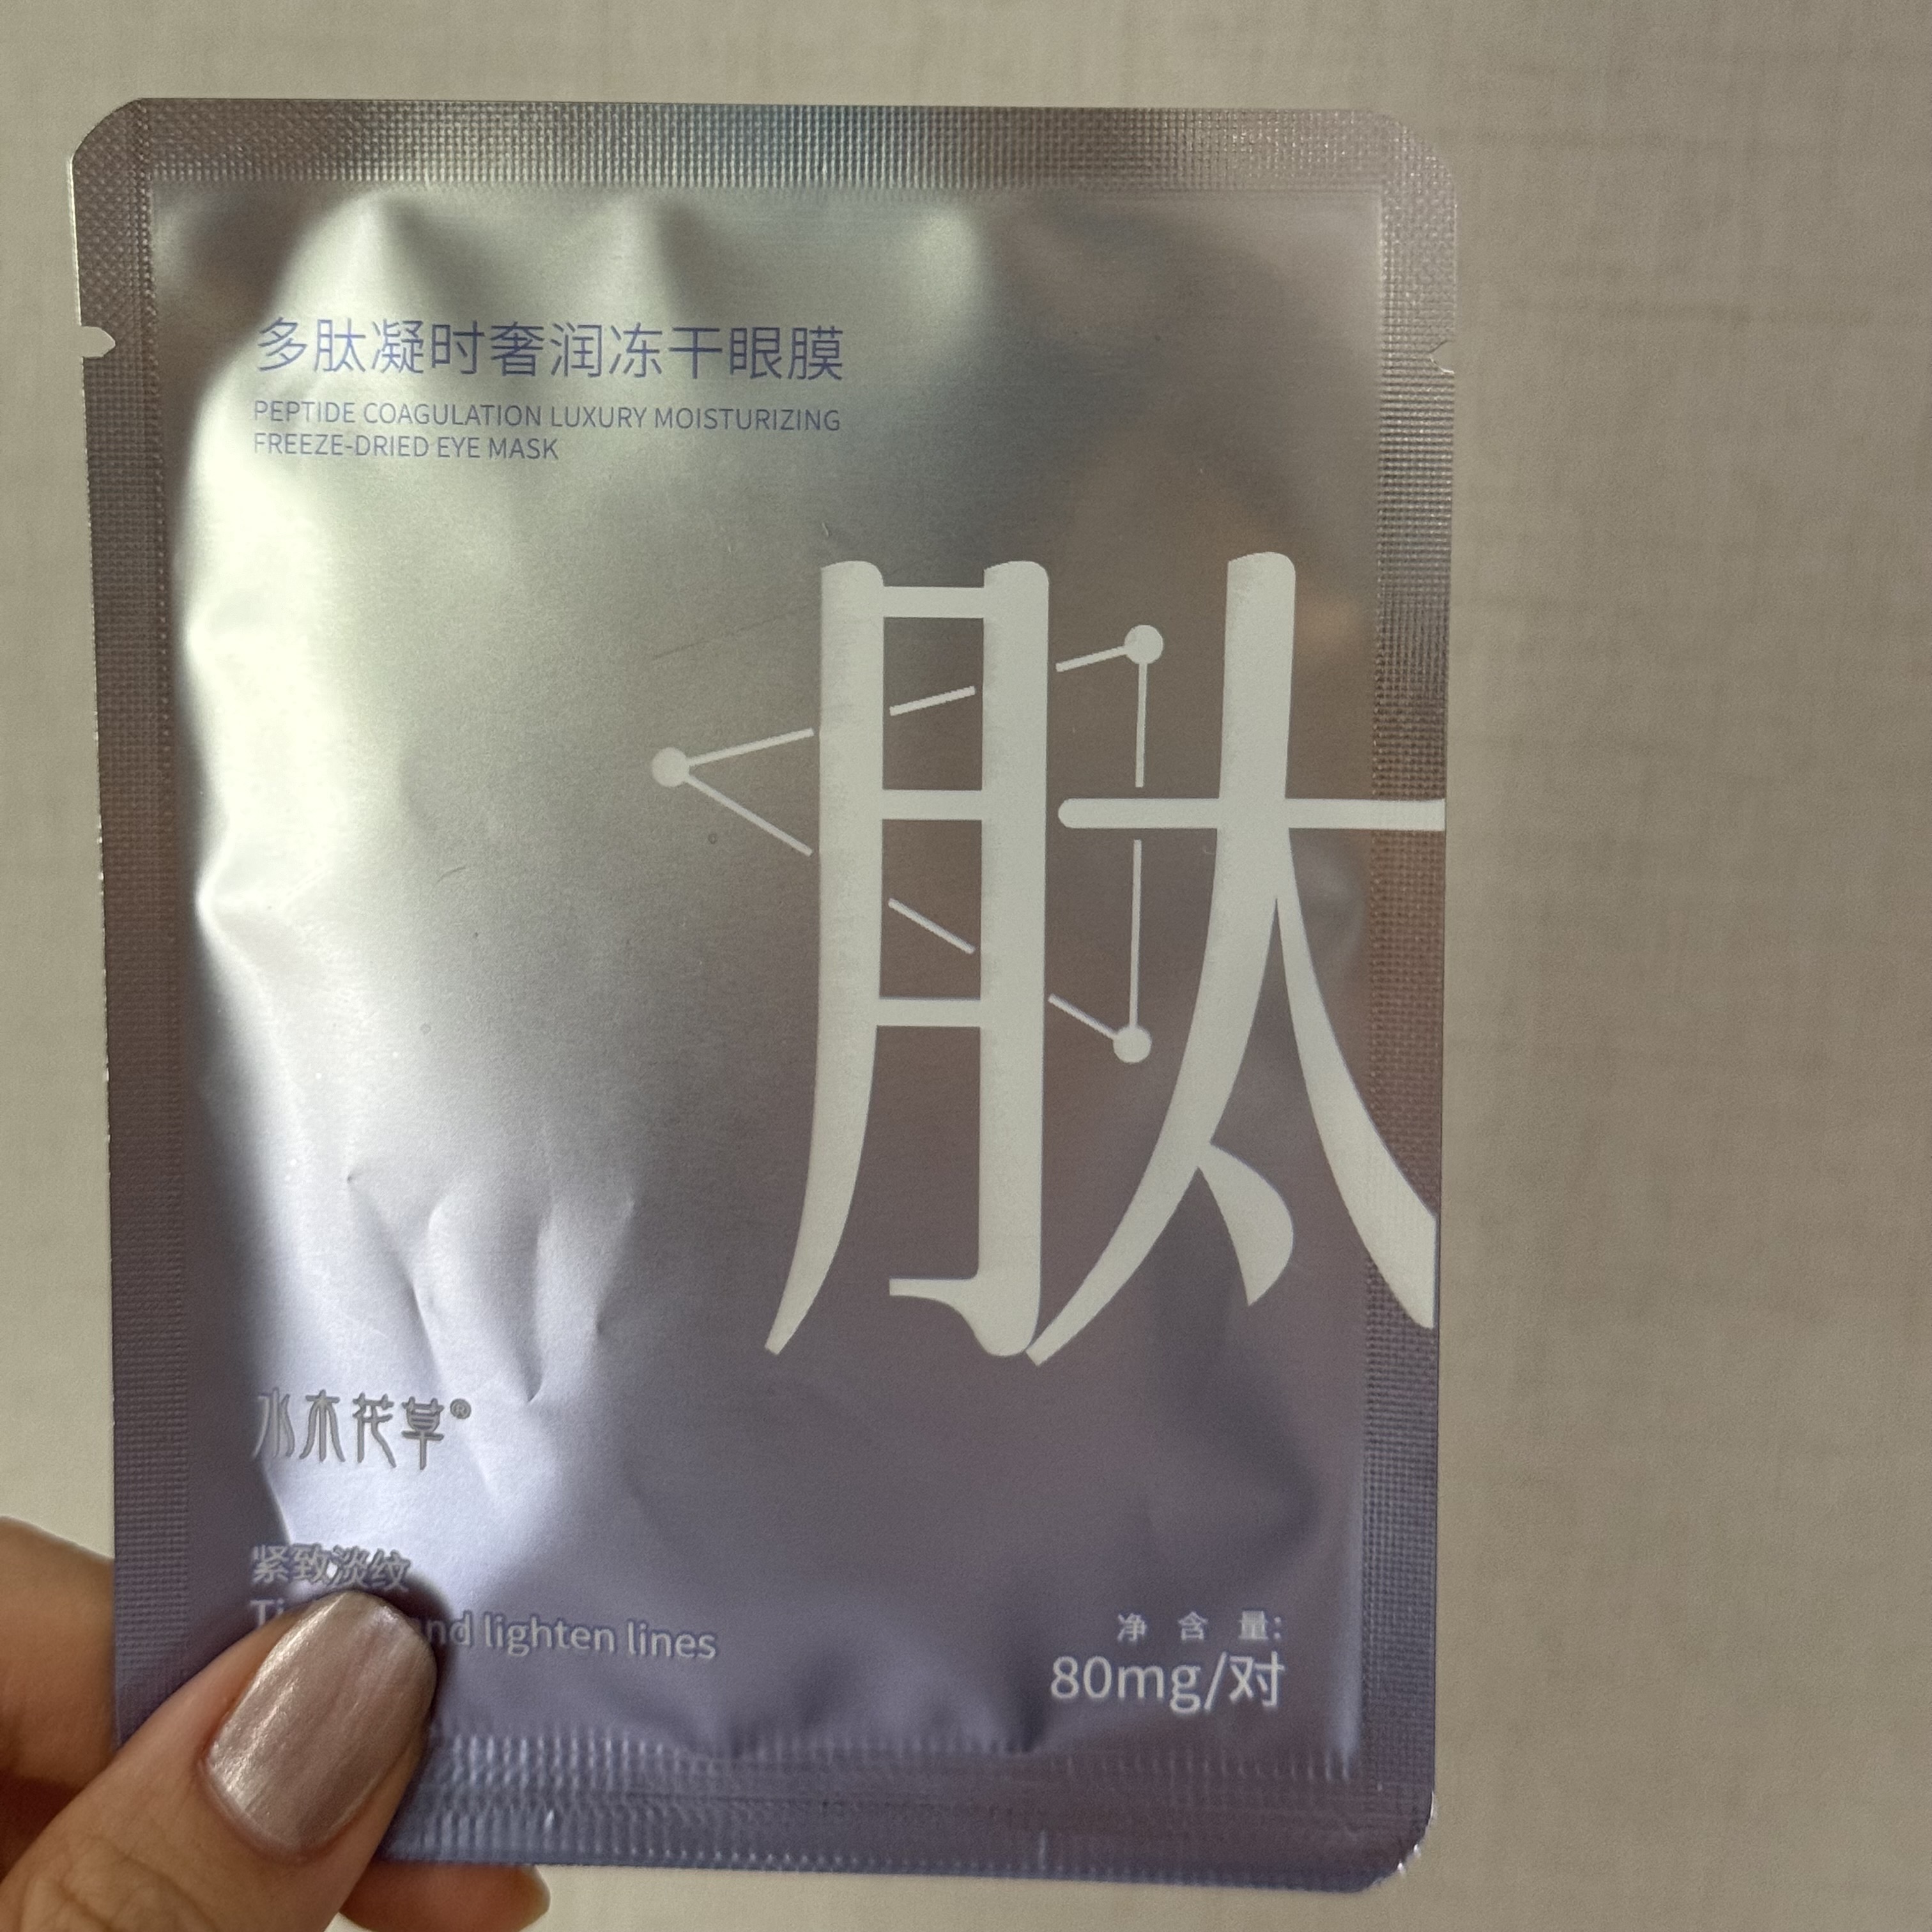 多肽凝时奢润冻干眼膜
PEPTIDE COAGULATION LUXURY MOISTURIZING
FREEZE-DRIED EYE MASK
肽
水木花草®
紧致淡纹
and lighten lines
净 含 量:
80mg/对